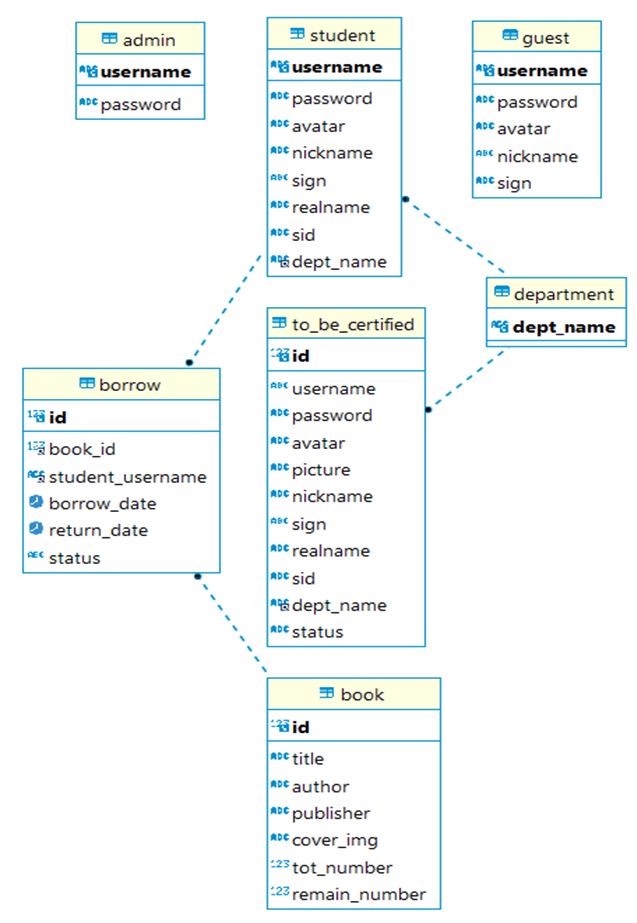 admin
username
password
student
username
password
avatar
nickname
sign
realname
sid
dept_name
guest
username
password
avatar
nickname
sign
department
dept_name
to_be_certified
id
username
password
avatar
picture
nickname
sign
realname
sid
dept_name
status
borrow
id
book_id
student_username
borrow_date
return_date
status
book
id
title
author
publisher
cover_img
tot_number
remain_number